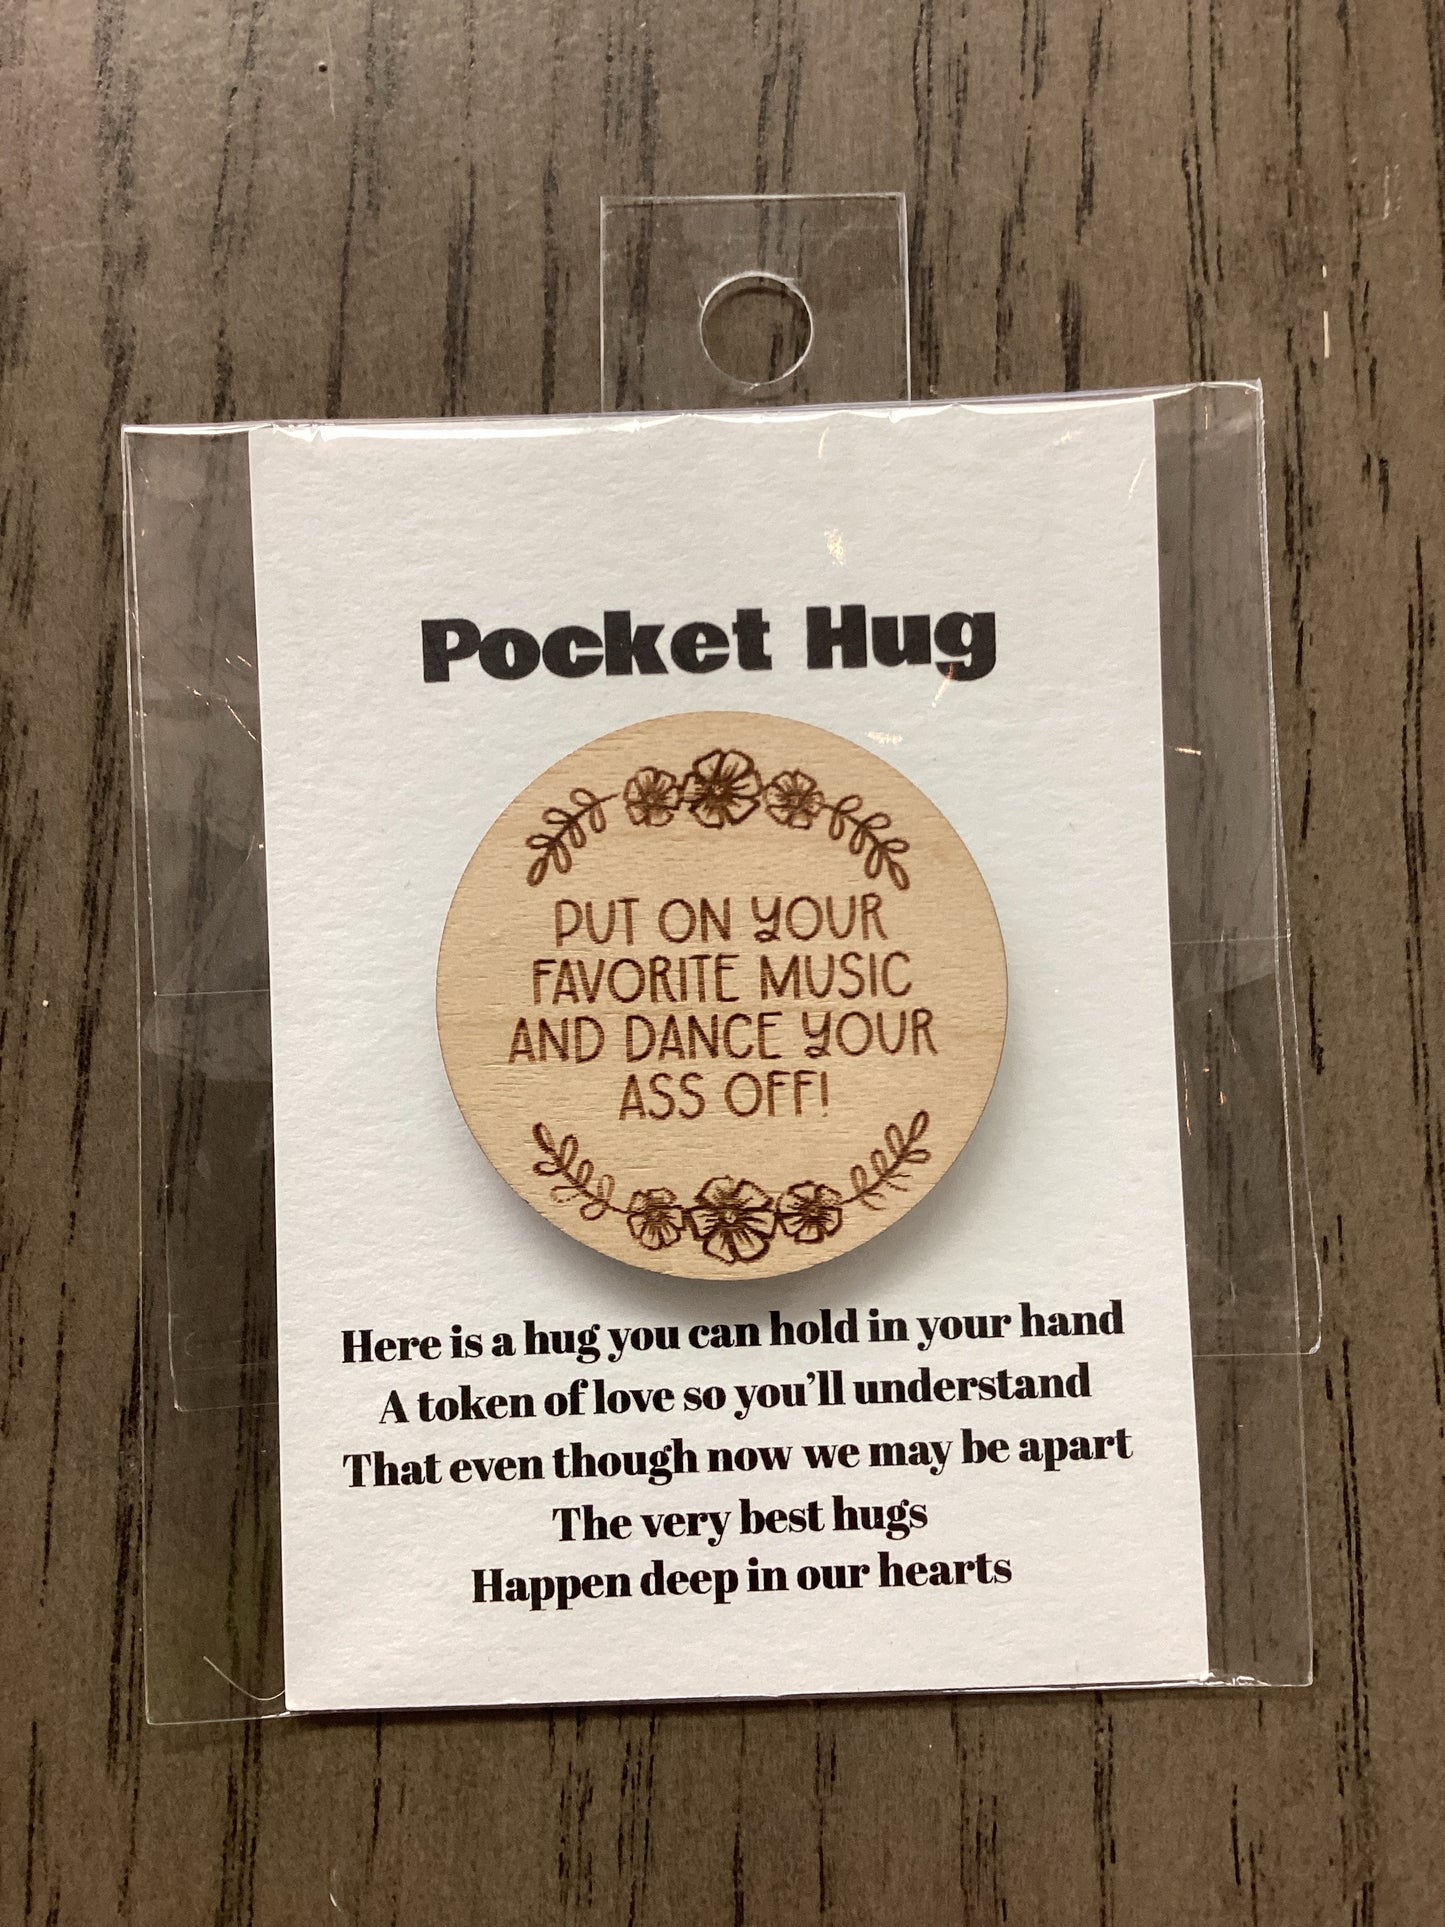 Pocket Hug
PUT ON YOUR
FAVORITE MUSIC
AND DANCE YOUR
ASS OFF!
Here is a hug you can hold in your hand
A token of love so you’ll understand
That even though now we may be apart
The very best hugs
Happen deep in our hearts